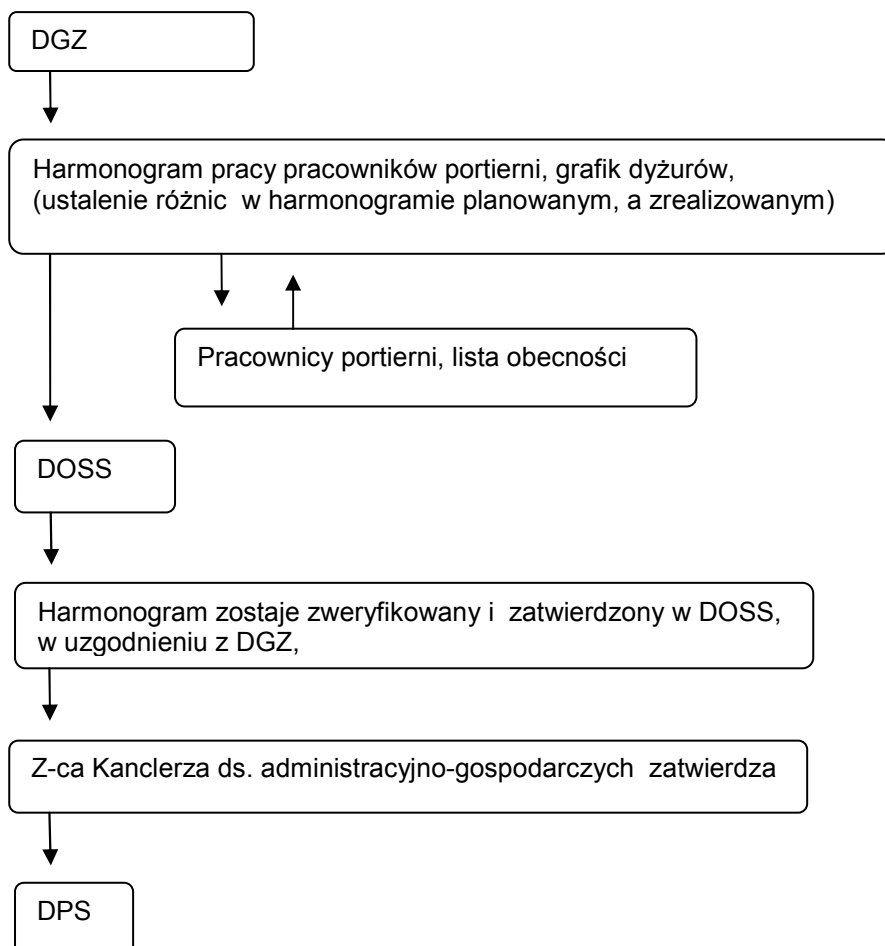 DGZ
Harmonogram pracy pracowników portierni, grafik dyżurów,
(ustalenie różnic w harmonogramie planowanym, a zrealizowanym)
Pracownicy portierni, lista obecności
DOSS
Harmonogram zostaje zweryfikowany i zatwierdzony w DOSS,
w uzgodnieniu z DGZ,
Z-ca Kanclerza ds. administracyjno-gospodarczych zatwierdza
DPS